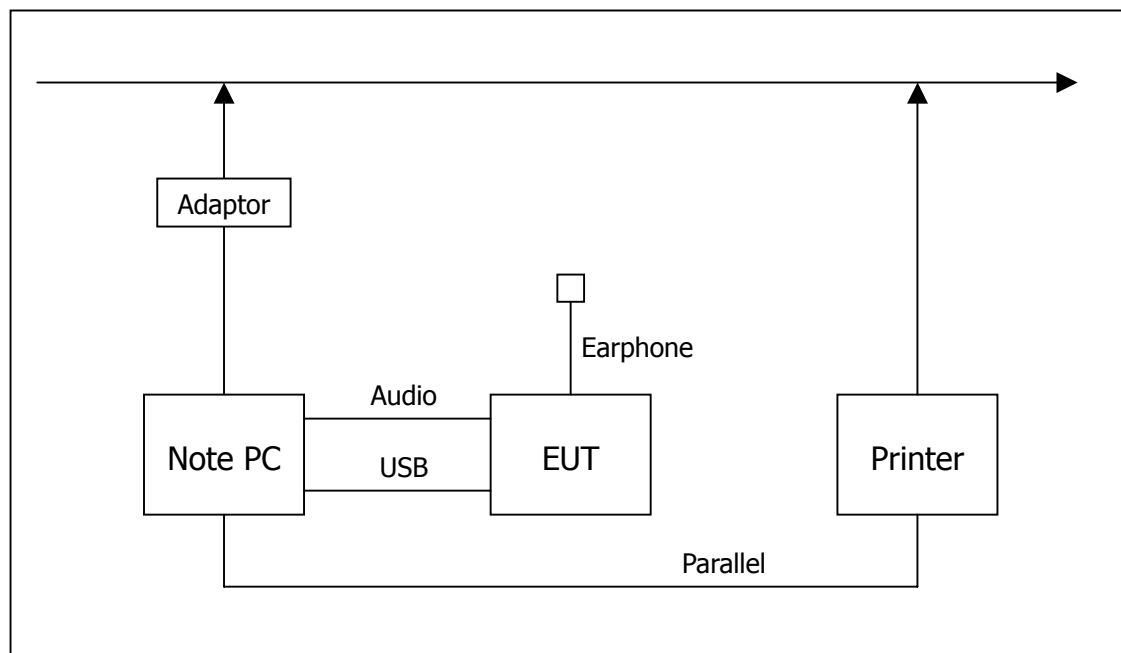 Adaptor
Earphone
Audio
Note PC
USB
EUT
Printer
Parallel